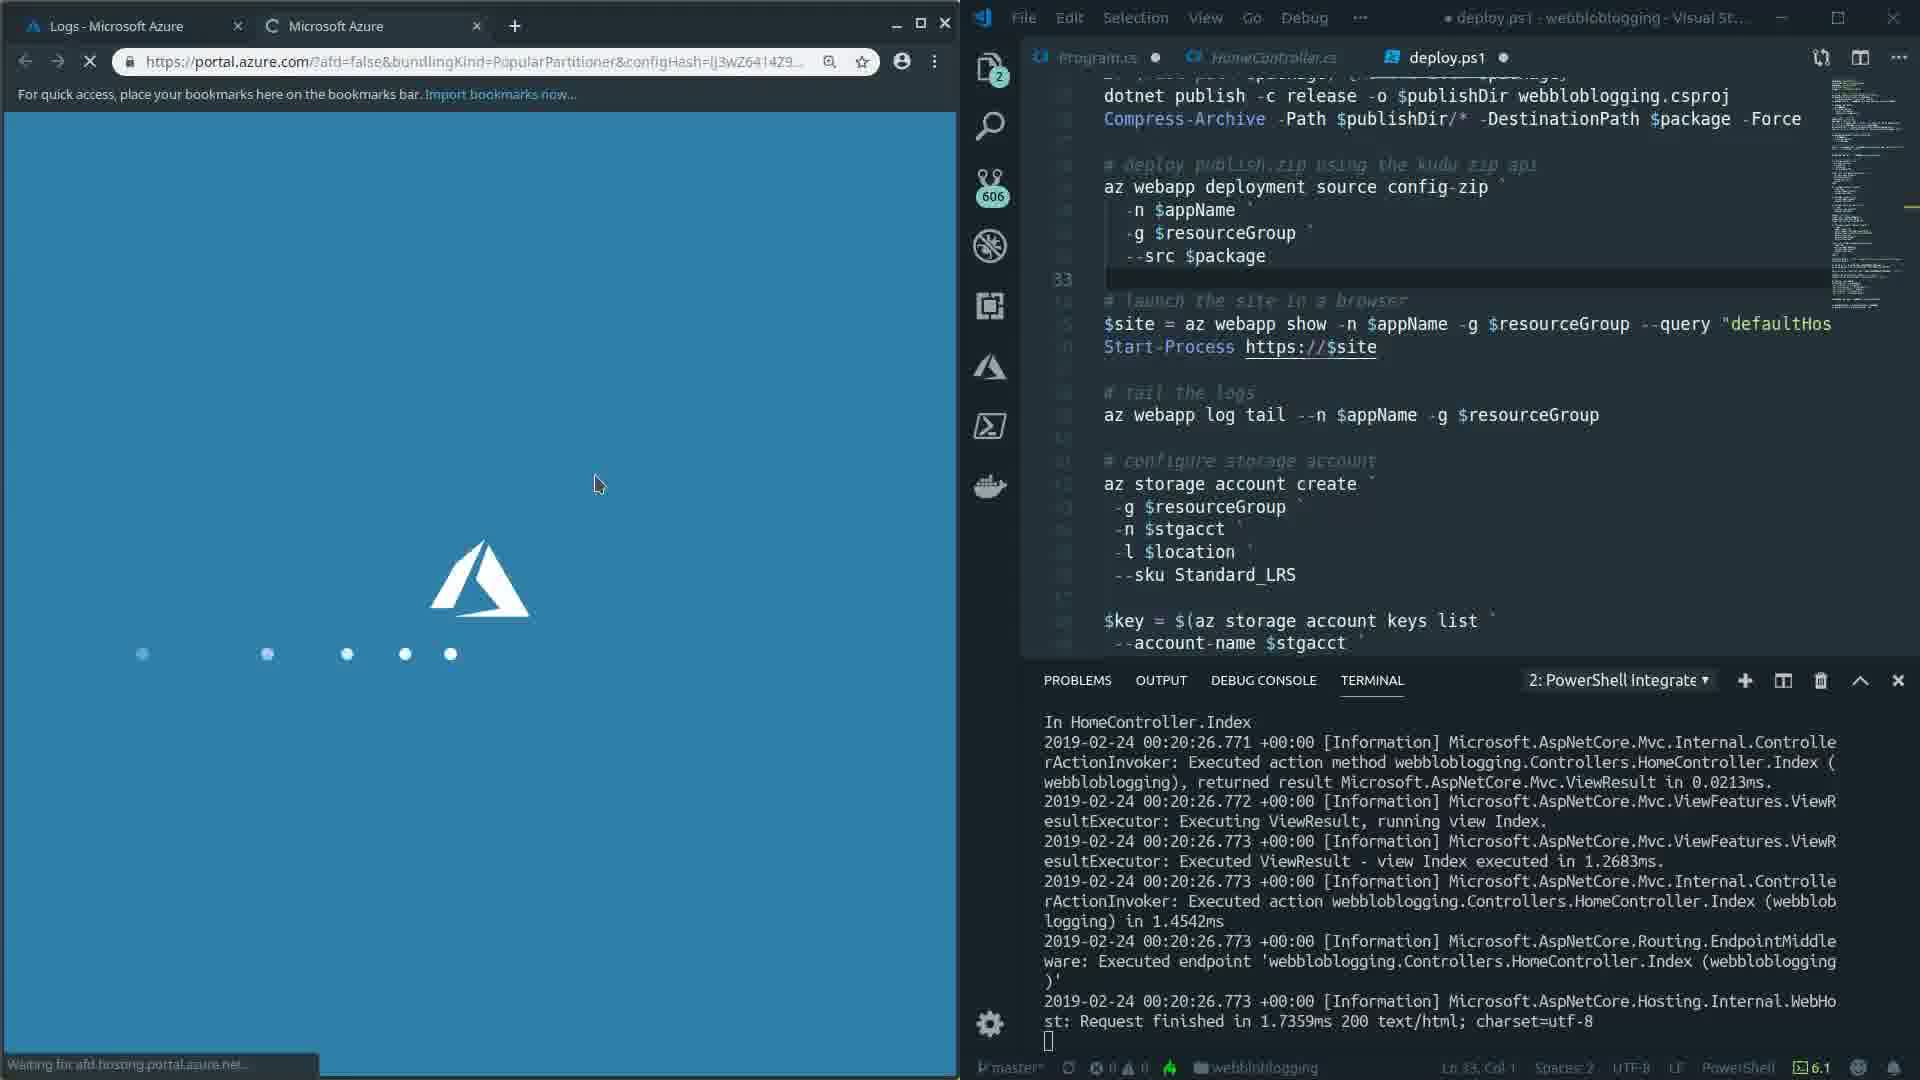 Logs - Microsoft Azure
Microsoft Azure
https://portal.azure.com/?afd=false&bundlingKind=PopularPartitioner&configHash=lj3wZ6414Z9...
For quick access, place your bookmarks here on the bookmarks bar. Import bookmarks now...
Waiting for afd.hosting.portal.azure.net...
File Edit Selection View Go Debug ··· ● deploy.ps1 - webbloblogging - Visual St...
Program.cs HomeController.cs deploy.ps1
2
606
dotnet publish -c release -o $publishDir webbloblogging.csproj
Compress-Archive -Path $publishDir/* -DestinationPath $package -Force
# deploy publish.zip using the kudu zip api
az webapp deployment source config-zip `
-n $appName `
-g $resourceGroup `
--src $package
33
# launch the site in a browser
$site = az webapp show -n $appName -g $resourceGroup --query "defaultHos
Start-Process https://$site
# tail the logs
az webapp log tail --n $appName -g $resourceGroup
# configure storage account
az storage account create `
-g $resourceGroup `
-n $stgacct `
-l $location `
--sku Standard_LRS
$key = $(az storage account keys list `
--account-name $stgacct `
PROBLEMS OUTPUT DEBUG CONSOLE TERMINAL 2: PowerShell Integrate
In HomeController.Index
2019-02-24 00:20:26.771 +00:00 [Information] Microsoft.AspNetCore.Mvc.Internal.Controlle
rActionInvoker: Executed action method webbloblogging.Controllers.HomeController.Index (
webbloblogging), returned result Microsoft.AspNetCore.Mvc.ViewResult in 0.0213ms.
2019-02-24 00:20:26.772 +00:00 [Information] Microsoft.AspNetCore.Mvc.ViewFeatures.ViewR
esultExecutor: Executing ViewResult, running view Index.
2019-02-24 00:20:26.773 +00:00 [Information] Microsoft.AspNetCore.Mvc.ViewFeatures.ViewR
esultExecutor: Executed ViewResult - view Index executed in 1.2683ms.
2019-02-24 00:20:26.773 +00:00 [Information] Microsoft.AspNetCore.Mvc.Internal.Controlle
rActionInvoker: Executed action webbloblogging.Controllers.HomeController.Index (webblob
logging) in 1.4542ms
2019-02-24 00:20:26.773 +00:00 [Information] Microsoft.AspNetCore.Routing.EndpointMiddle
ware: Executed endpoint 'webbloblogging.Controllers.HomeController.Index (webbloblogging
)'
2019-02-24 00:20:26.773 +00:00 [Information] Microsoft.AspNetCore.Hosting.Internal.WebHo
st: Request finished in 1.7359ms 200 text/html; charset=utf-8
master* 0 0 webbloblogging Ln 33, Col 1 Spaces: 2 UTF-8 LF PowerShell 6.1